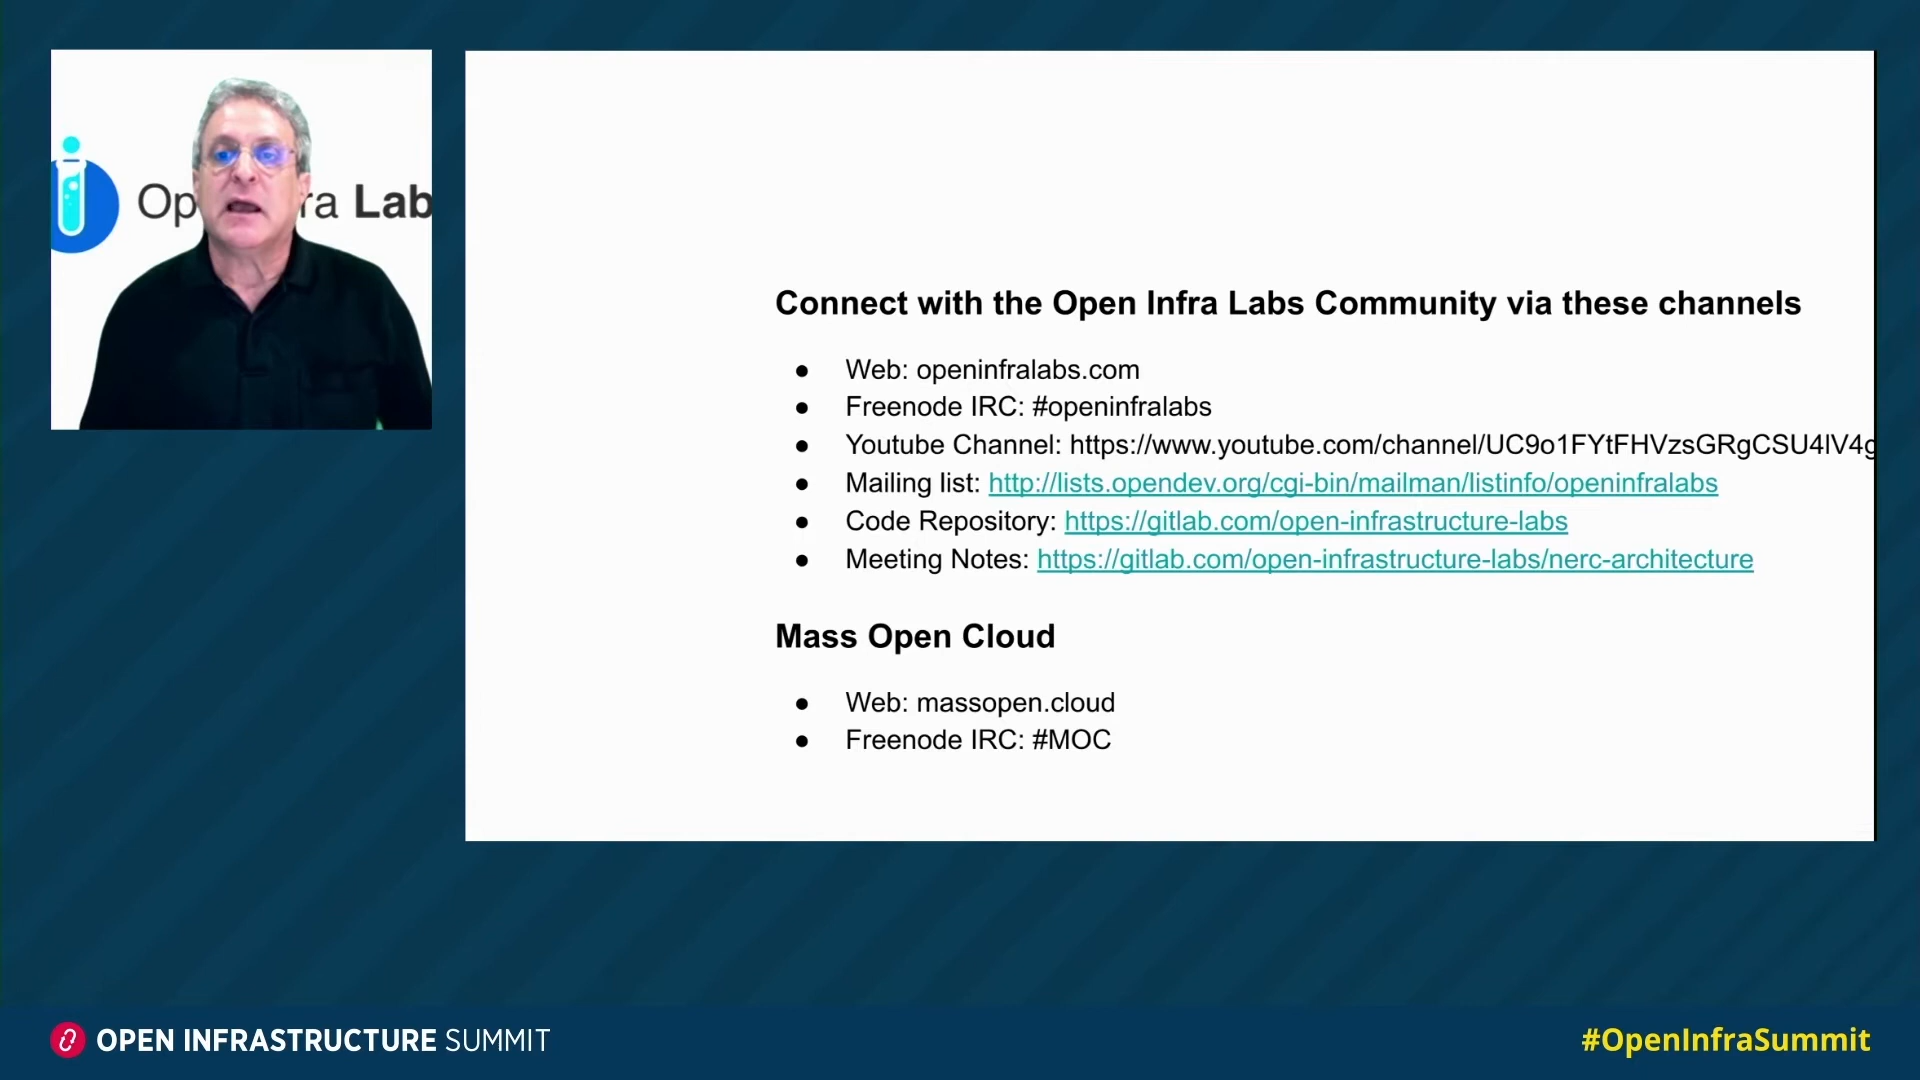 Op ra Lab
Connect with the Open Infra Labs Community via these channels
● Web: openinfralabs.com
● Freenode IRC: #openinfralabs
● Youtube Channel: https://www.youtube.com/channel/UC9o1FYtFHVzsGRgCSU4lV4g
● Mailing list: http://lists.opendev.org/cgi-bin/mailman/listinfo/openinfralabs
● Code Repository: https://gitlab.com/open-infrastructure-labs
● Meeting Notes: https://gitlab.com/open-infrastructure-labs/nerc-architecture
Mass Open Cloud
● Web: massopen.cloud
● Freenode IRC: #MOC
OPEN INFRASTRUCTURE SUMMIT
#OpenInfraSummit